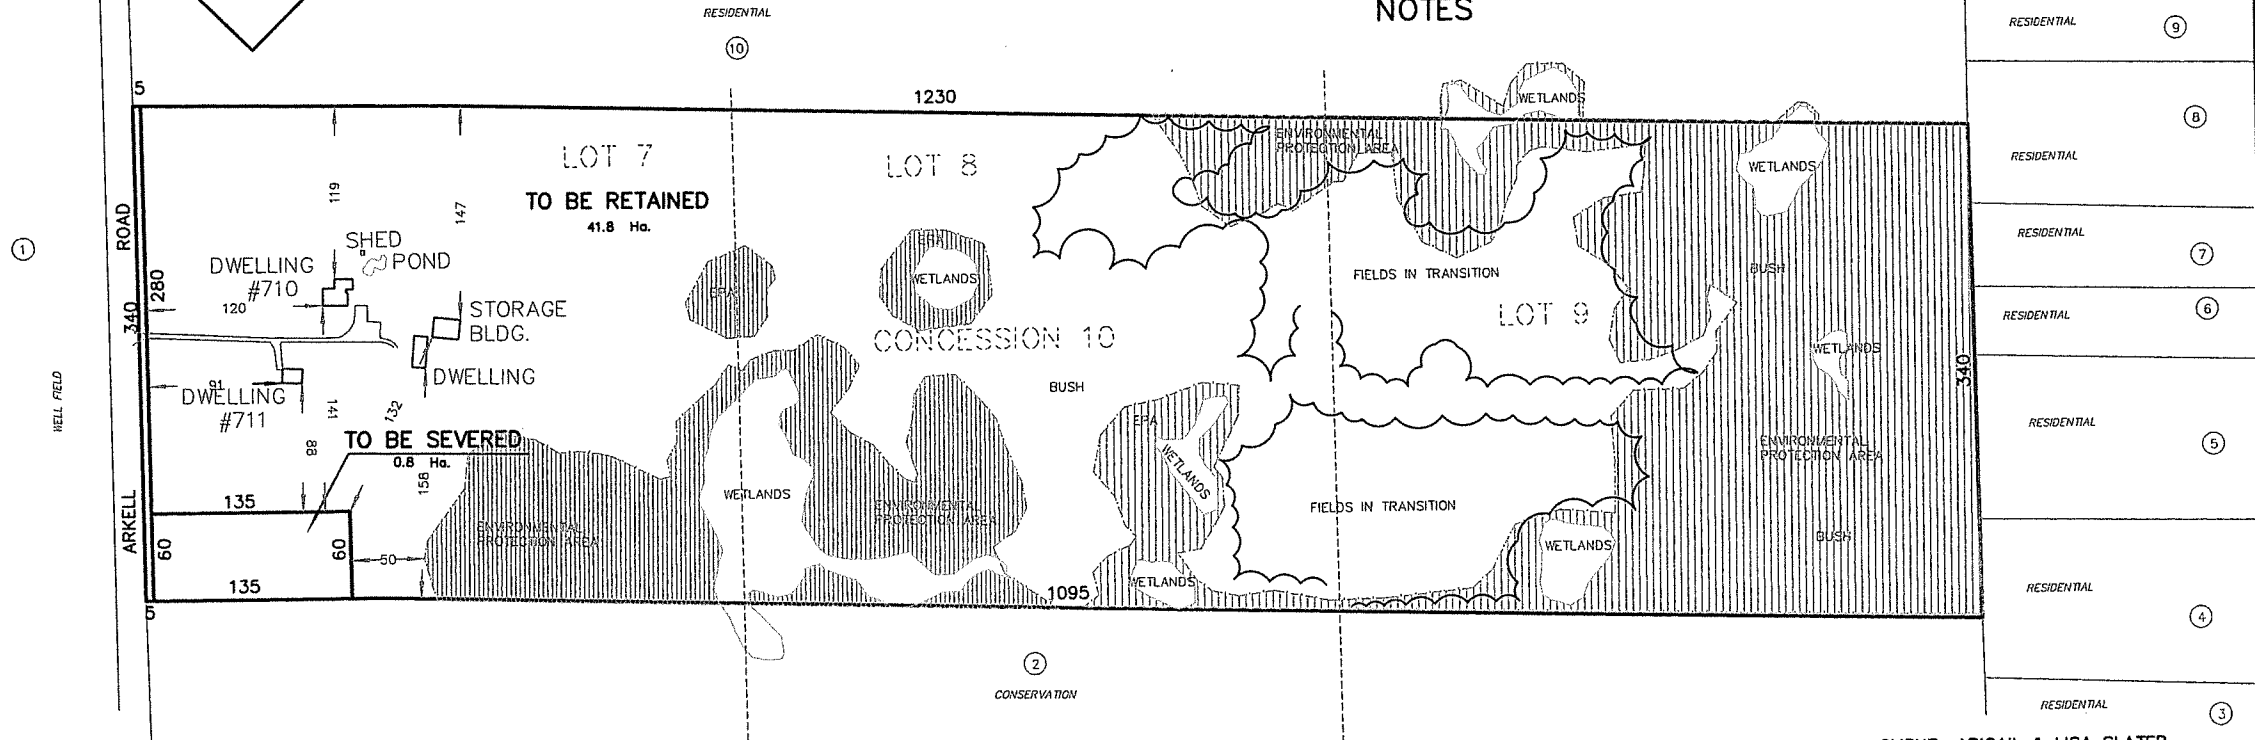 RESIDENTIAL
10
NOTES
RESIDENTIAL 9
5
1230
LOT 7
LOT 8
TO BE RETAINED
41.8 Ha.
119
147
ENVIRONMENTAL
PROTECTION AREA
WETLANDS
WETLANDS
8
RESIDENTIAL
1
ROAD
SHED
POND
DWELLING
#710
120
280
340
STORAGE
BLDG.
DWELLING
91
DWELLING
#711
EPA
EPA
WETLANDS
FIELDS IN TRANSITION
LOT 9
BUSH
RESIDENTIAL
7
RESIDENTIAL 6
CONCESSION 10
BUSH
WETLANDS
340
WELL FIELD
141
132
88
TO BE SEVERED
0.8 Ha.
158
EPA
WETLANDS
RESIDENTIAL
5
ENVIRONMENTAL
PROTECTION AREA
ARKELL
135
60
60
50
135
5
ENVIRONMENTAL
PROTECTION AREA
WETLANDS
ENVIRONMENTAL
PROTECTION AREA
FIELDS IN TRANSITION
WETLANDS
BUSH
WETLANDS
1095
RESIDENTIAL
4
2
CONSERVATION
RESIDENTIAL 3